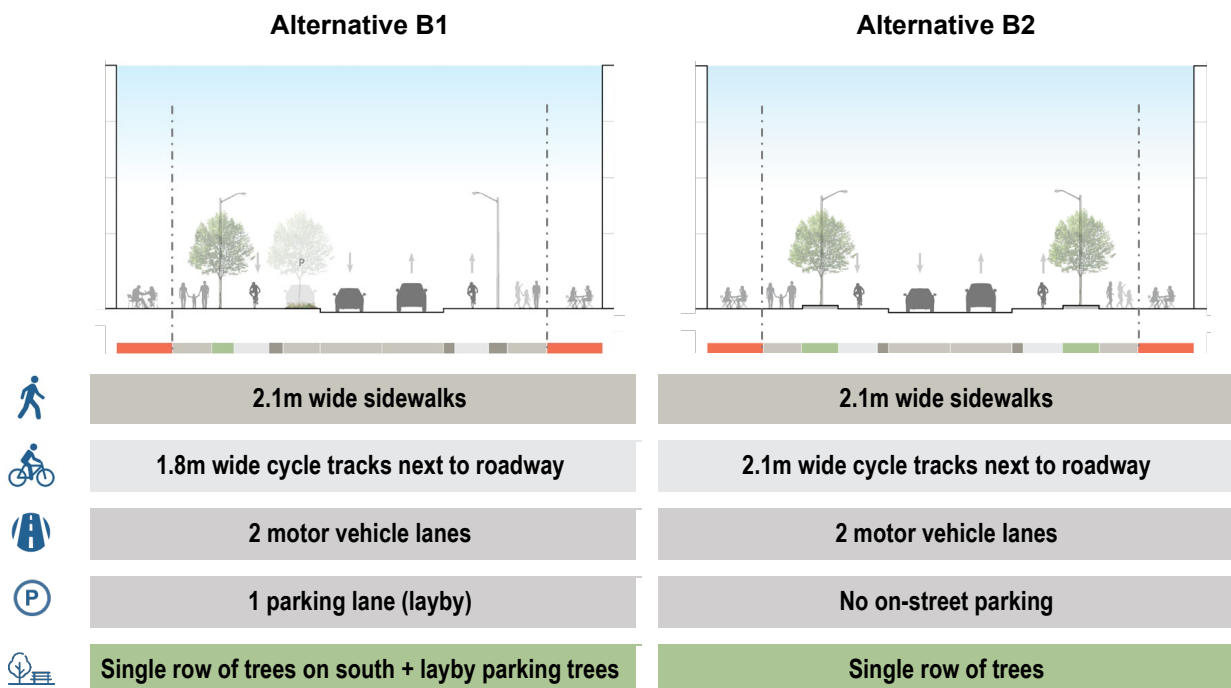 Alternative B1
Alternative B2
P
2.1m wide sidewalks
2.1m wide sidewalks
1.8m wide cycle tracks next to roadway
2.1m wide cycle tracks next to roadway
2 motor vehicle lanes
2 motor vehicle lanes
P
1 parking lane (layby)
No on-street parking
Single row of trees on south + layby parking trees
Single row of trees